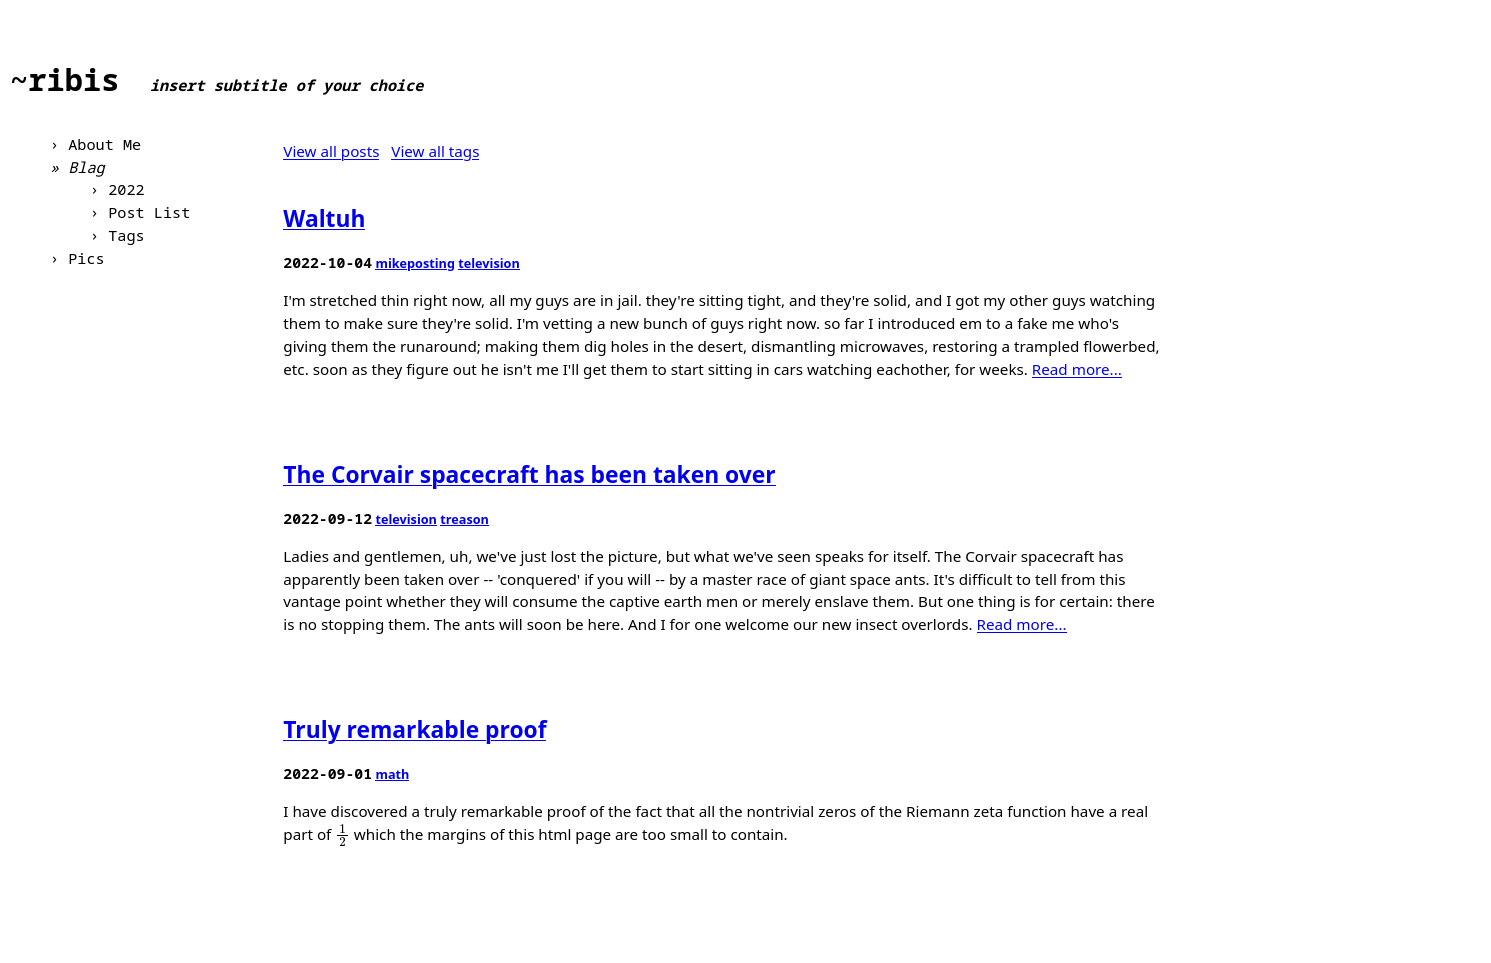 ~ribis insert subtitle of your choice
› About Me
» Blag
› 2022
› Post List
› Tags
› Pics
View all posts View all tags
Waltuh
2022-10-04 mikeposting television
I'm stretched thin right now, all my guys are in jail. they're sitting tight, and they're solid, and I got my other guys watching
them to make sure they're solid. I'm vetting a new bunch of guys right now. so far I introduced em to a fake me who's
giving them the runaround; making them dig holes in the desert, dismantling microwaves, restoring a trampled flowerbed,
etc. soon as they figure out he isn't me I'll get them to start sitting in cars watching eachother, for weeks. Read more...
The Corvair spacecraft has been taken over
2022-09-12 television treason
Ladies and gentlemen, uh, we've just lost the picture, but what we've seen speaks for itself. The Corvair spacecraft has
apparently been taken over -- 'conquered' if you will -- by a master race of giant space ants. It's difficult to tell from this
vantage point whether they will consume the captive earth men or merely enslave them. But one thing is for certain: there
is no stopping them. The ants will soon be here. And I for one welcome our new insect overlords. Read more...
Truly remarkable proof
2022-09-01 math
I have discovered a truly remarkable proof of the fact that all the nontrivial zeros of the Riemann zeta function have a real
part of 1/2 which the margins of this html page are too small to contain.